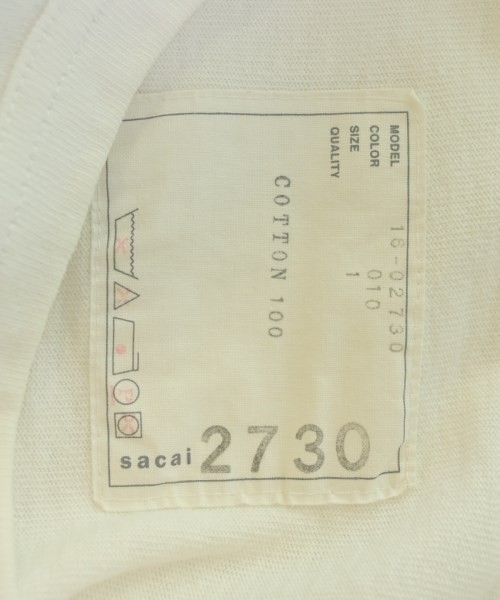 MODEL 16-02730
COLOR 010
SIZE 1
QUALITY
COTTON 100
sacai 2730